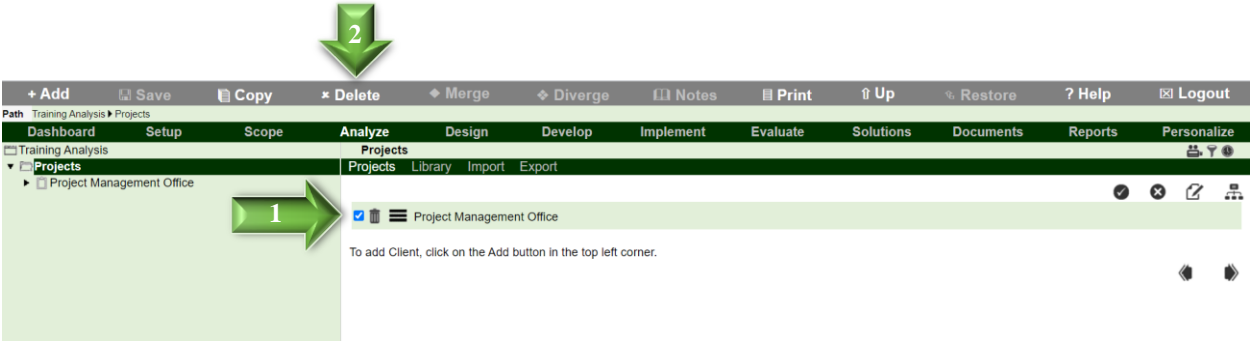 2
+ Add Save Copy × Delete Merge Diverge Notes Print Up Restore ? Help Logout
Path Training Analysis Projects
Dashboard Setup Scope Analyze Design Develop Implement Evaluate Solutions Documents Reports Personalize
Training Analysis Projects
Projects Projects Library Import Export
Project Management Office
1
Project Management Office
To add Client, click on the Add button in the top left corner.